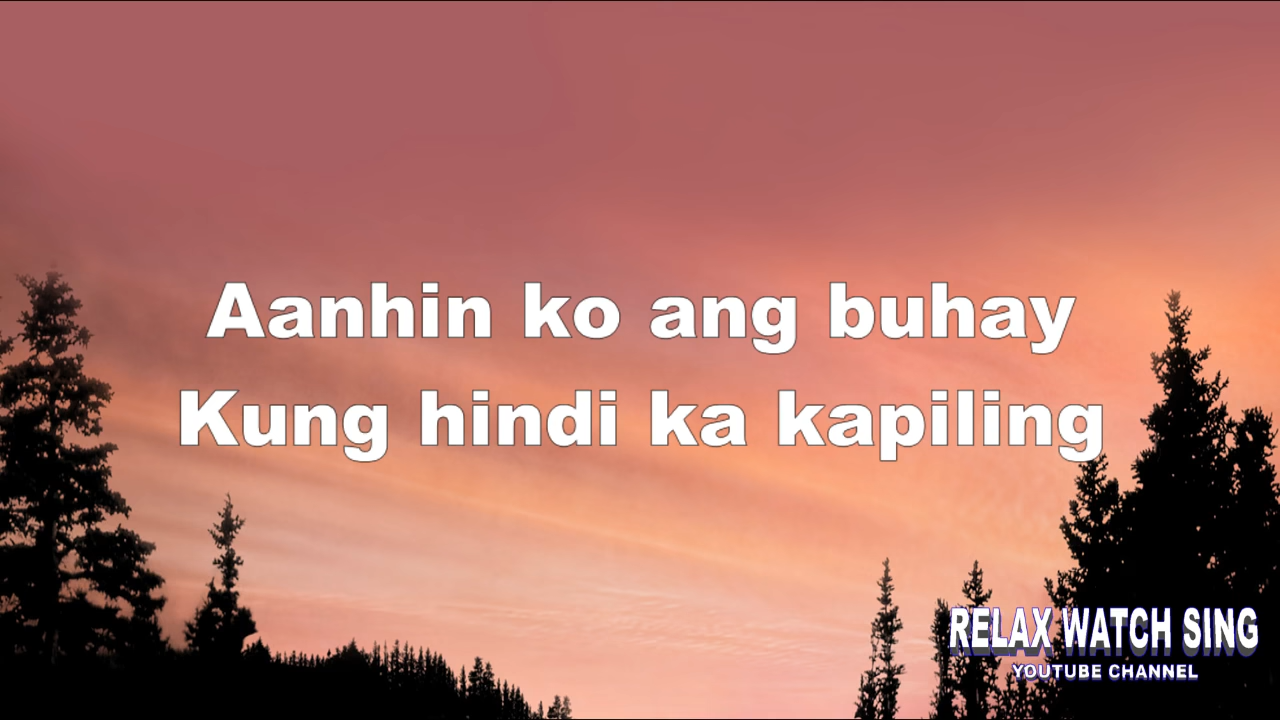 Aanhin ko ang buhay
Kung hindi ka kapiling
RELAX WATCH SING
YOUTUBE CHANNEL